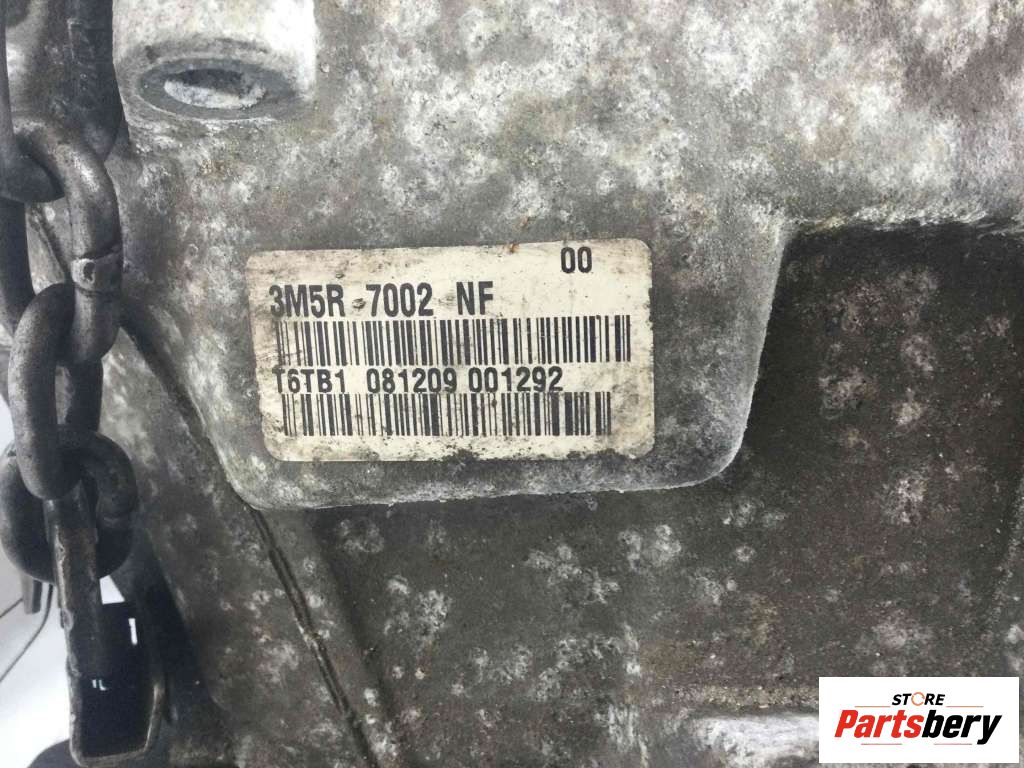 00
3M5R 7002 NF
T6TB1 081209 001292
STORE
Partsbery